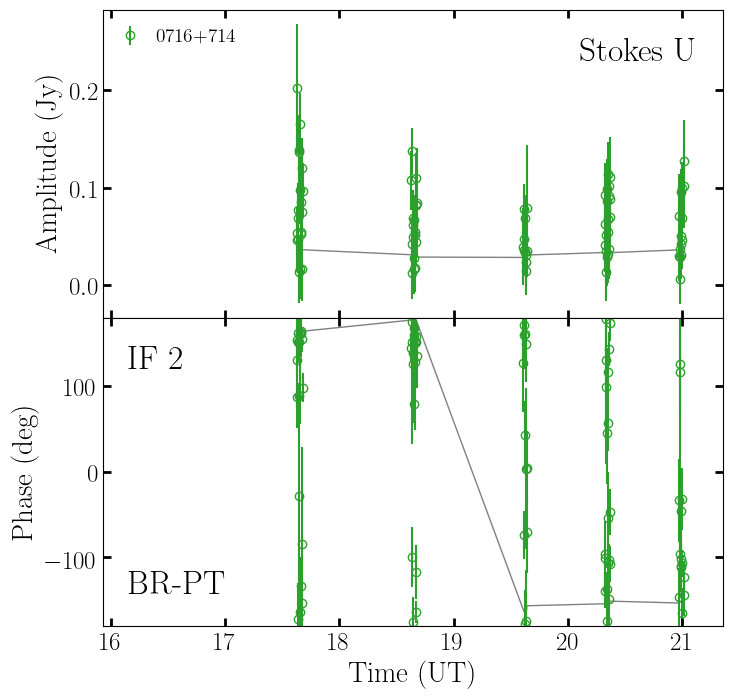 0716+714
Stokes U
0.2
0.1
0.0
Amplitude (Jy)
IF 2
100
0
−100
Phase (deg)
BR-PT
16 17 18 19 20 21
Time (UT)